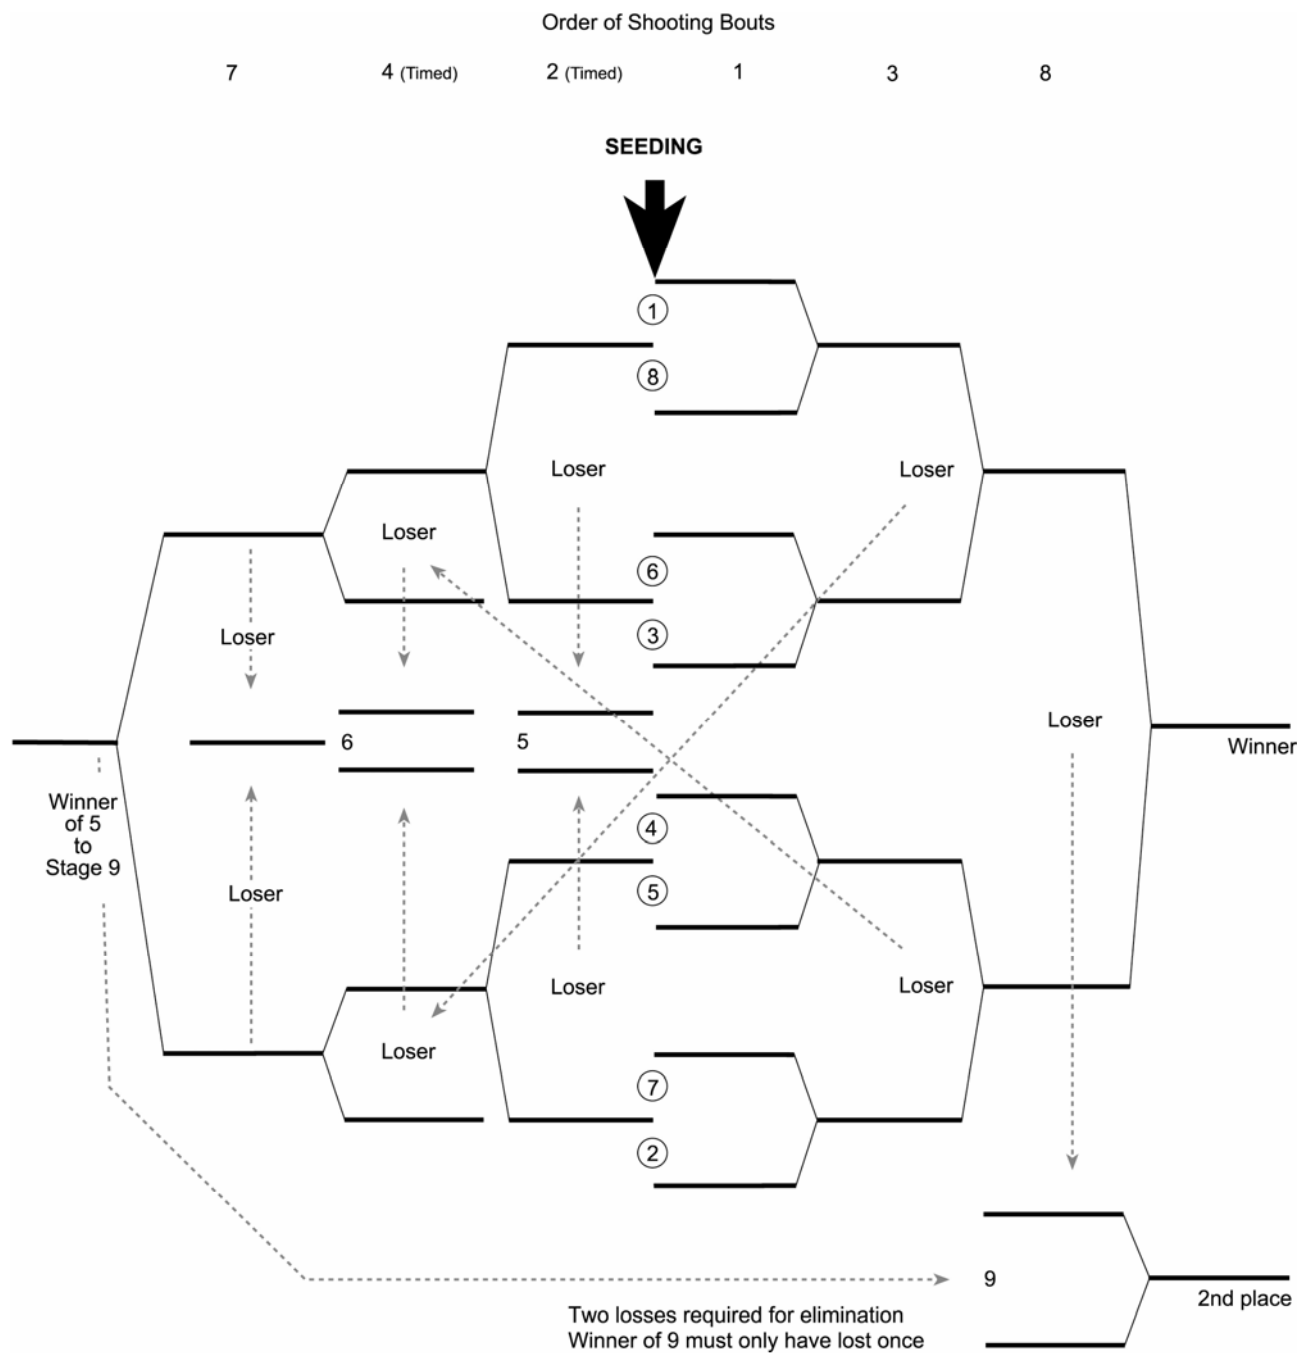 Order of Shooting Bouts
7 4 (Timed) 2 (Timed) 1 3 8
SEEDING
1
8
Loser
Loser
Loser
6
3
Loser
Loser
6
5
Winner
Winner
of 5
to
Stage 9
4
5
Loser
Loser
Loser
Loser
7
2
9
2nd place
Two losses required for elimination
Winner of 9 must only have lost once